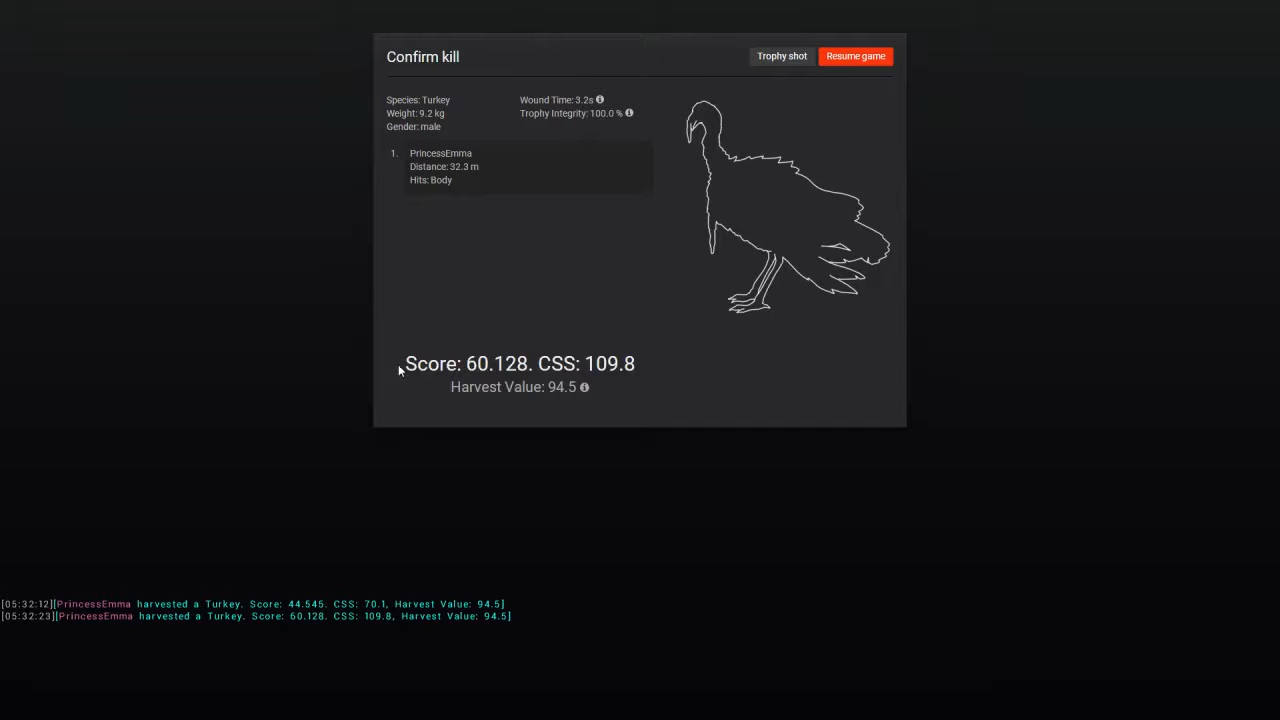 Confirm kill
Trophy shot
Resume game
Species: Turkey
Weight: 9.2 kg
Gender: male
Wound Time: 3.2s
Trophy Integrity: 100.0 %
1. PrincessEmma
Distance: 32.3 m
Hits: Body
Score: 60.128. CSS: 109.8
Harvest Value: 94.5
[05:32:12][PrincessEmma harvested a Turkey. Score: 44.545. CSS: 70.1, Harvest Value: 94.5]
[05:32:23][PrincessEmma harvested a Turkey. Score: 60.128. CSS: 109.8, Harvest Value: 94.5]